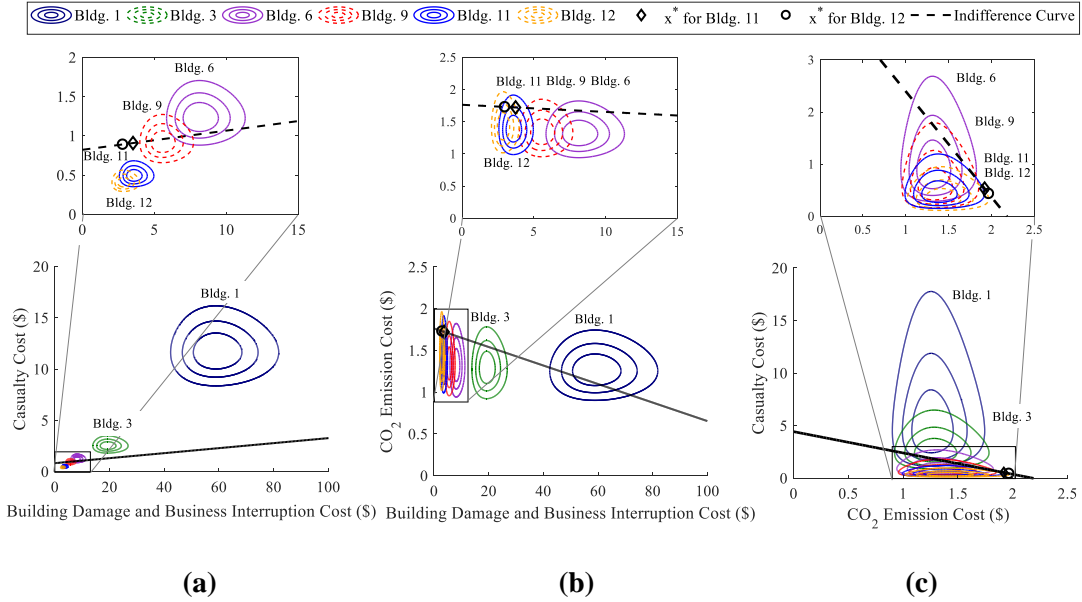 Bldg. 1 Bldg. 3 Bldg. 6 Bldg. 9 Bldg. 11 Bldg. 12 x* for Bldg. 11 x* for Bldg. 12 Indifference Curve
2
1.5
1
0.5
0
0 5 10 15
Bldg. 6
Bldg. 9
Bldg. 11
Bldg. 12
20
15
10
5
0
0 20 40 60 80 100
Bldg. 1
Bldg. 3
Casualty Cost ($)
Building Damage and Business Interruption Cost ($)
(a)
2.5
2
1.5
1
0.5
0
0 5 10 15
Bldg. 11 Bldg. 9 Bldg. 6
Bldg. 12
2.5
2
1.5
1
0.5
0
0 20 40 60 80 100
Bldg. 3 Bldg. 1
CO2 Emission Cost ($)
Building Damage and Business Interruption Cost ($)
(b)
3
2
1
0
0 0.5 1 1.5 2 2.5
Bldg. 6
Bldg. 9
Bldg. 11
Bldg. 12
20
15
10
5
0
0 0.5 1 1.5 2 2.5
Bldg. 1
Bldg. 3
Casualty Cost ($)
CO2 Emission Cost ($)
(c)